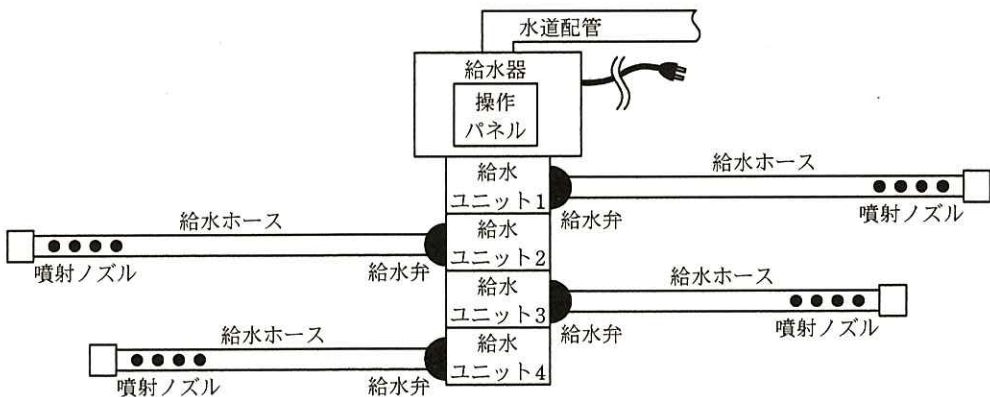 水道配管
給水器
操作
パネル
給水
ユニット1
給水ホース
噴射ノズル
給水弁
給水ホース
噴射ノズル
給水弁
給水
ユニット2
給水
ユニット3
給水ホース
噴射ノズル
給水弁
給水ホース
噴射ノズル
給水弁
給水
ユニット4